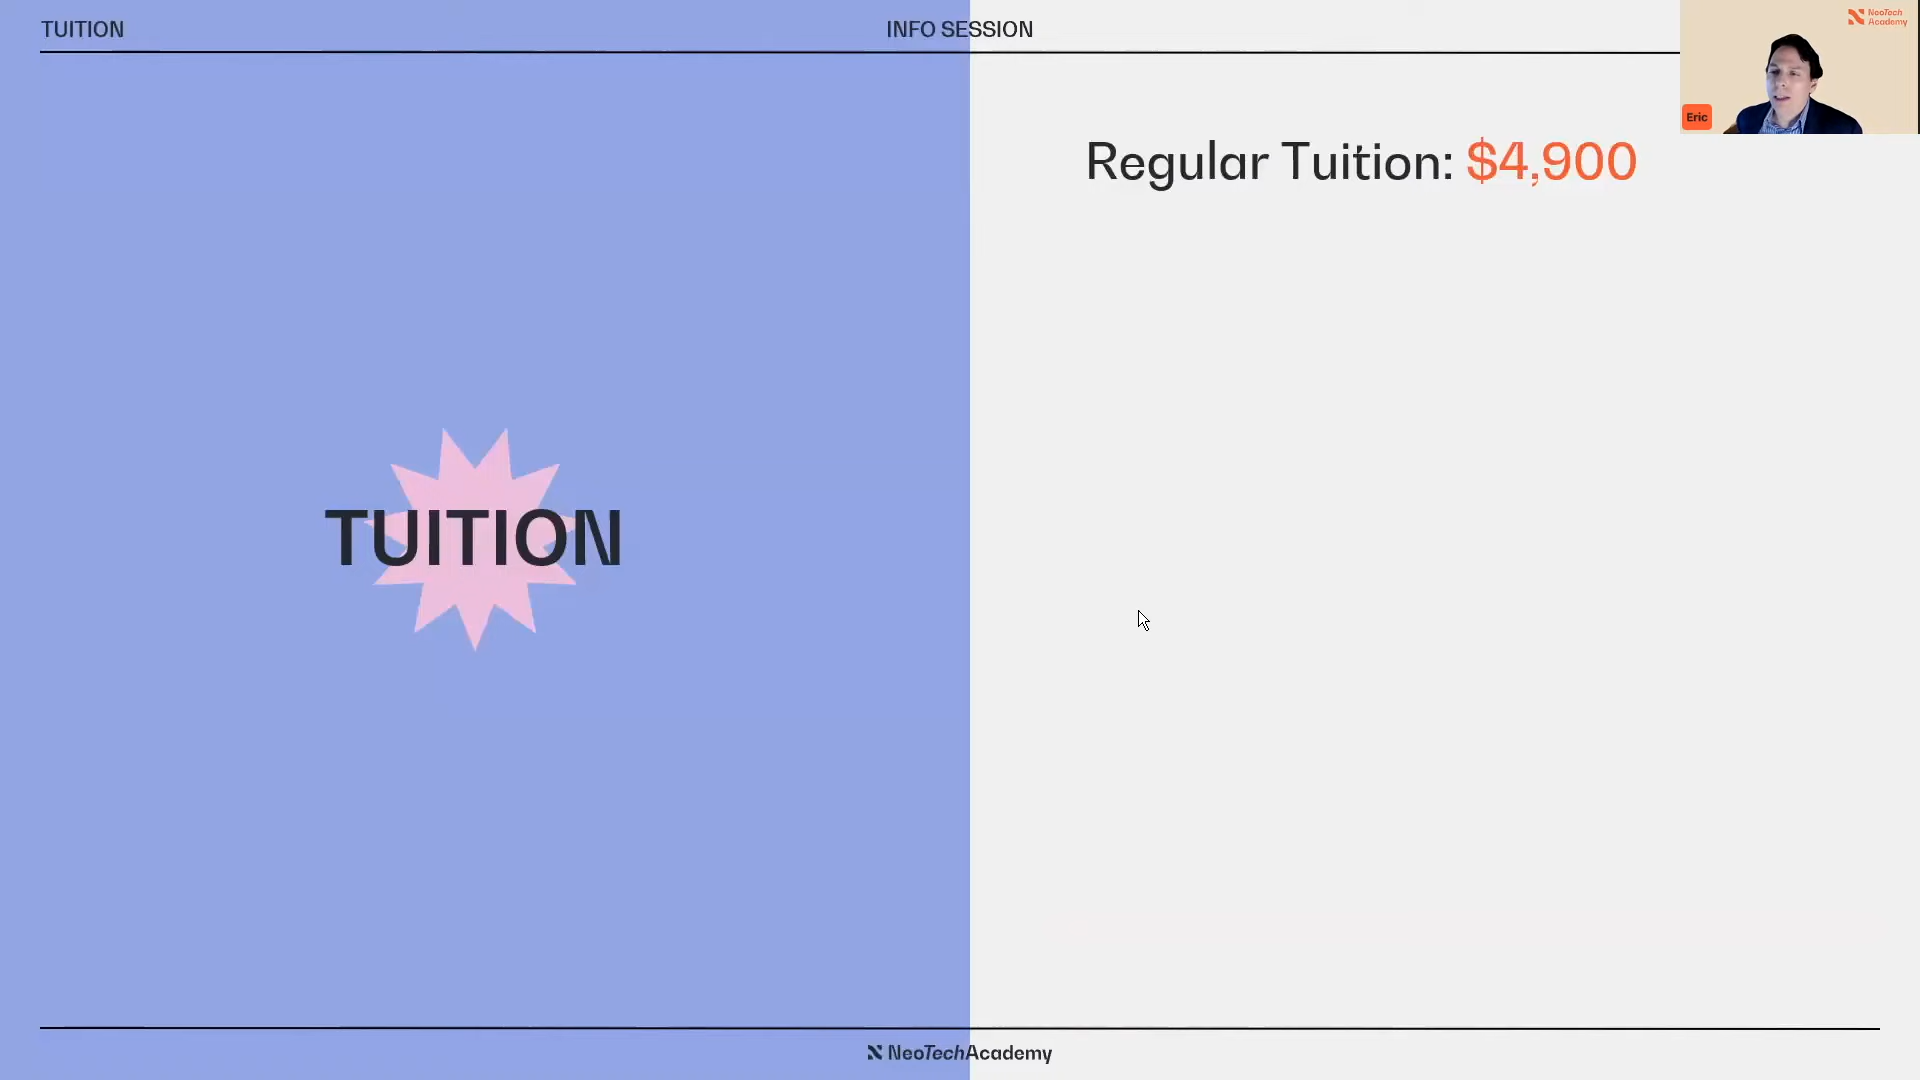 TUITION
INFO SESSION
NeoTech
Academy
Eric
Regular Tuition: $4,900
TUITION
NeoTechAcademy